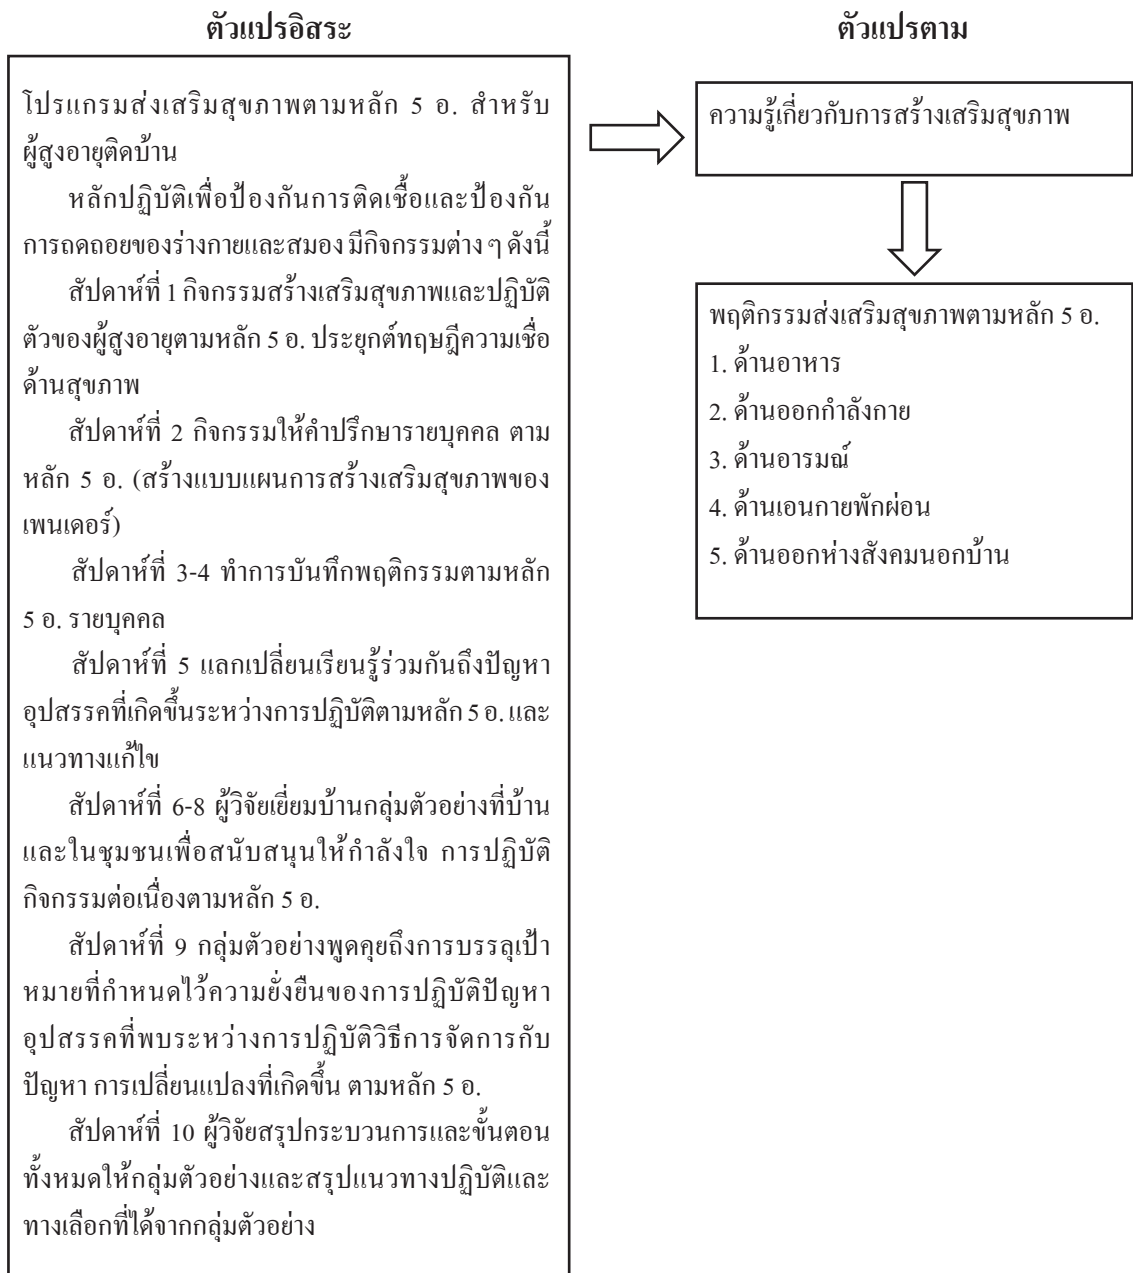 ตัวแปรอิสระ
โปรแกรมส่งเสริมสุขภาพตามหลัก 5 อ. สำหรับ
ผู้สูงอายุติดบ้าน
หลักปฏิบัติเพื่อป้องกันการติดเชื้อและป้องกัน
การถดถอยของร่างกายและสมอง มีกิจกรรมต่าง ๆ ดังนี้
สัปดาห์ที่ 1 กิจกรรมสร้างเสริมสุขภาพและปฏิบัติ
ตัวของผู้สูงอายุตามหลัก 5 อ. ประยุกต์ทฤษฎีความเชื่อ
ด้านสุขภาพ
สัปดาห์ที่ 2 กิจกรรมให้คำปรึกษารายบุคคล ตาม
หลัก 5 อ. (สร้างแบบแผนการสร้างเสริมสุขภาพของ
เพนเดอร์)
สัปดาห์ที่ 3-4 ทำการบันทึกพฤติกรรมตามหลัก
5 อ. รายบุคคล
สัปดาห์ที่ 5 แลกเปลี่ยนเรียนรู้ร่วมกันถึงปัญหา
อุปสรรคที่เกิดขึ้นระหว่างการปฏิบัติตามหลัก 5 อ. และ
แนวทางแก้ไข
สัปดาห์ที่ 6-8 ผู้วิจัยเยี่ยมบ้านกลุ่มตัวอย่างที่บ้าน
และในชุมชนเพื่อสนับสนุนให้กำลังใจ การปฏิบัติ
กิจกรรมต่อเนื่องตามหลัก 5 อ.
สัปดาห์ที่ 9 กลุ่มตัวอย่างพูดคุยถึงการบรรลุเป้า
หมายที่กำหนดไว้ความยั่งยืนของการปฏิบัติปัญหา
อุปสรรคที่พบระหว่างการปฏิบัติวิธีการจัดการกับ
ปัญหา การเปลี่ยนแปลงที่เกิดขึ้น ตามหลัก 5 อ.
สัปดาห์ที่ 10 ผู้วิจัยสรุปกระบวนการและขั้นตอน
ทั้งหมดให้กลุ่มตัวอย่างและสรุปแนวทางปฏิบัติและ
ทางเลือกที่ได้จากกลุ่มตัวอย่าง
ตัวแปรตาม
ความรู้เกี่ยวกับการสร้างเสริมสุขภาพ
พฤติกรรมส่งเสริมสุขภาพตามหลัก 5 อ.
1. ด้านอาหาร
2. ด้านออกกำลังกาย
3. ด้านอารมณ์
4. ด้านเอนกายพักผ่อน
5. ด้านออกห่างสังคมนอกบ้าน